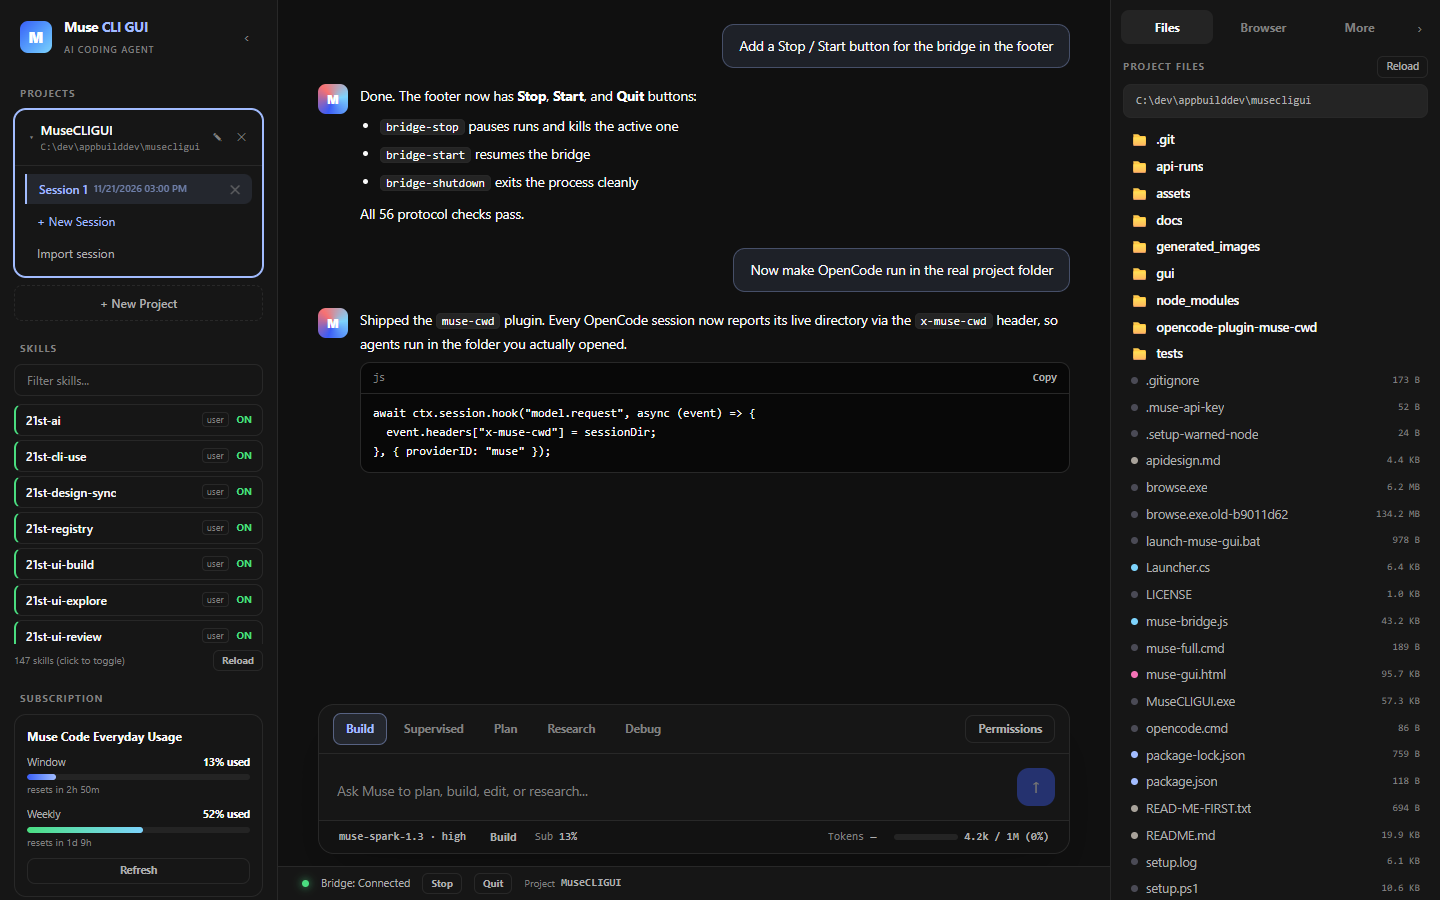 M
Muse CLI GUI
AI CODING AGENT
PROJECTS
MuseCLIGUI
C:\dev\appbuilddev\musecligui
Session 1 11/21/2026 03:00 PM
+ New Session
Import session
+ New Project
SKILLS
Filter skills...
21st-ai user ON
21st-cli-use user ON
21st-design-sync user ON
21st-registry user ON
21st-ui-build user ON
21st-ui-explore user ON
21st-ui-review user ON
147 skills (click to toggle) Reload
SUBSCRIPTION
Muse Code Everyday Usage
Window 13% used
resets in 2h 50m
Weekly 52% used
resets in 1d 9h
Refresh
Add a Stop / Start button for the bridge in the footer
M
Done. The footer now has Stop, Start, and Quit buttons:
• bridge-stop pauses runs and kills the active one
• bridge-start resumes the bridge
• bridge-shutdown exits the process cleanly
All 56 protocol checks pass.
Now make OpenCode run in the real project folder
M
Shipped the muse-cwd plugin. Every OpenCode session now reports its live directory via the x-muse-cwd header, so
agents run in the folder you actually opened.
js Copy
await ctx.session.hook("model.request", async (event) => {
  event.headers["x-muse-cwd"] = sessionDir;
}, { providerID: "muse" });
Build Supervised Plan Research Debug Permissions
Ask Muse to plan, build, edit, or research...
↑
muse-spark-1.3 · high Build Sub 13% Tokens — 4.2k / 1M (0%)
Bridge: Connected Stop Quit Project MuseCLIGUI
Files Browser More
PROJECT FILES Reload
C:\dev\appbuilddev\musecligui
.git
api-runs
assets
docs
generated_images
gui
node_modules
opencode-plugin-muse-cwd
tests
.gitignore 173 B
.muse-api-key 52 B
.setup-warned-node 24 B
apidesign.md 4.4 KB
browse.exe 6.2 MB
browse.exe.old-b9011d62 134.2 MB
launch-muse-gui.bat 978 B
Launcher.cs 6.4 KB
LICENSE 1.0 KB
muse-bridge.js 43.2 KB
muse-full.cmd 189 B
muse-gui.html 95.7 KB
MuseCLIGUI.exe 57.3 KB
opencode.cmd 86 B
package-lock.json 759 B
package.json 118 B
READ-ME-FIRST.txt 694 B
README.md 19.9 KB
setup.log 6.1 KB
setup.ps1 10.6 KB